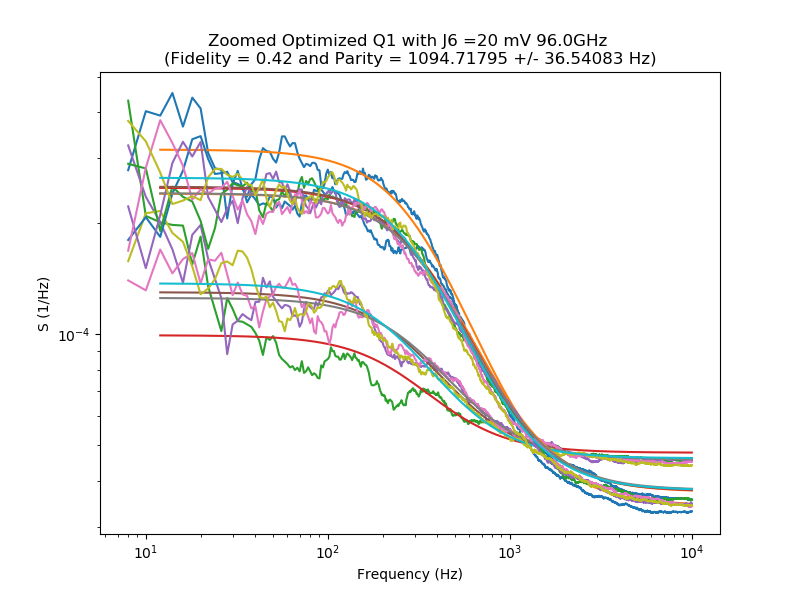 Zoomed Optimized Q1 with J6 =20 mV 96.0GHz
(Fidelity = 0.42 and Parity = 1094.71795 +/- 36.54083 Hz)
S (1/Hz)
10⁻⁴
10¹ 10² 10³ 10⁴
Frequency (Hz)